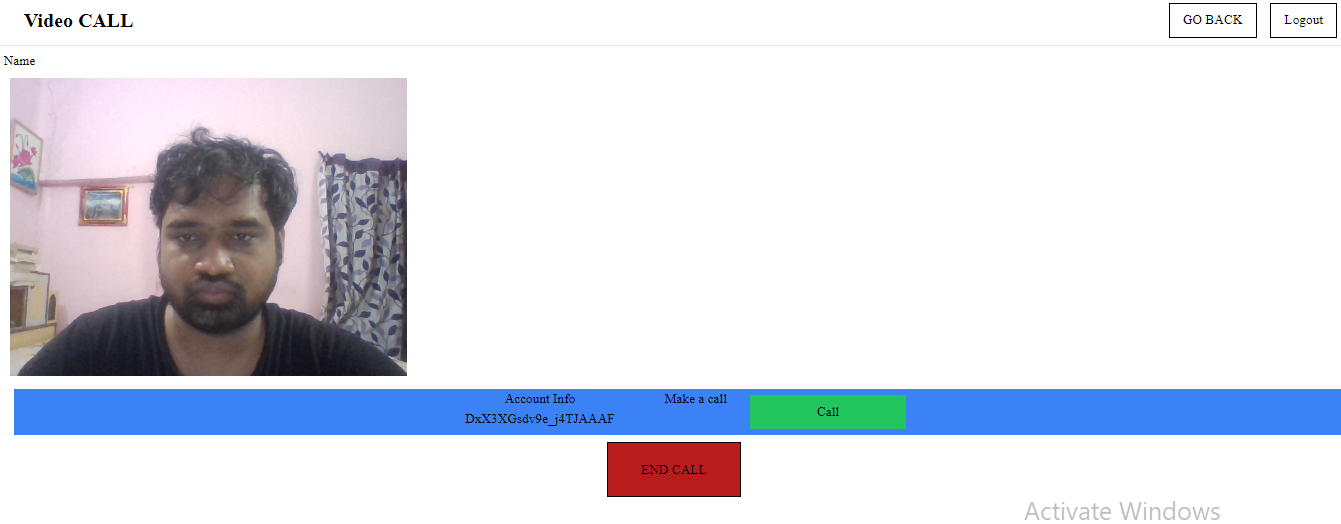 Video CALL
GO BACK
Logout
Name
Account Info
Make a call
DxX3XGsdv9e_j4TJAAAF
Call
END CALL
Activate Windows